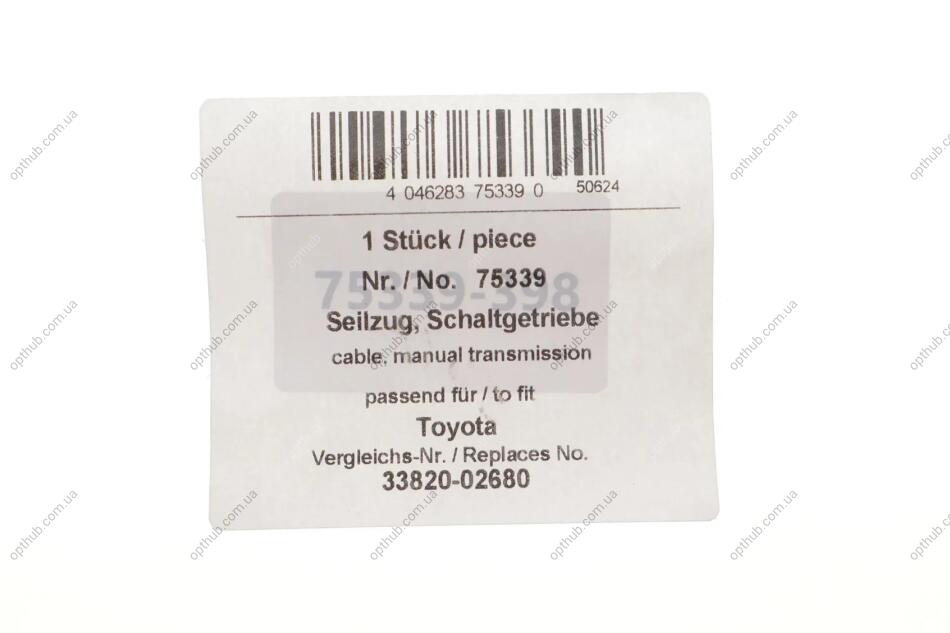 4 046283 75339 0 50624
1 Stück / piece
Nr. / No. 75339
75339-398
Seilzug, Schaltgetriebe
cable, manual transmission
passend für / to fit
Toyota
Vergleichs-Nr. / Replaces No.
33820-02680
opthub.com.ua